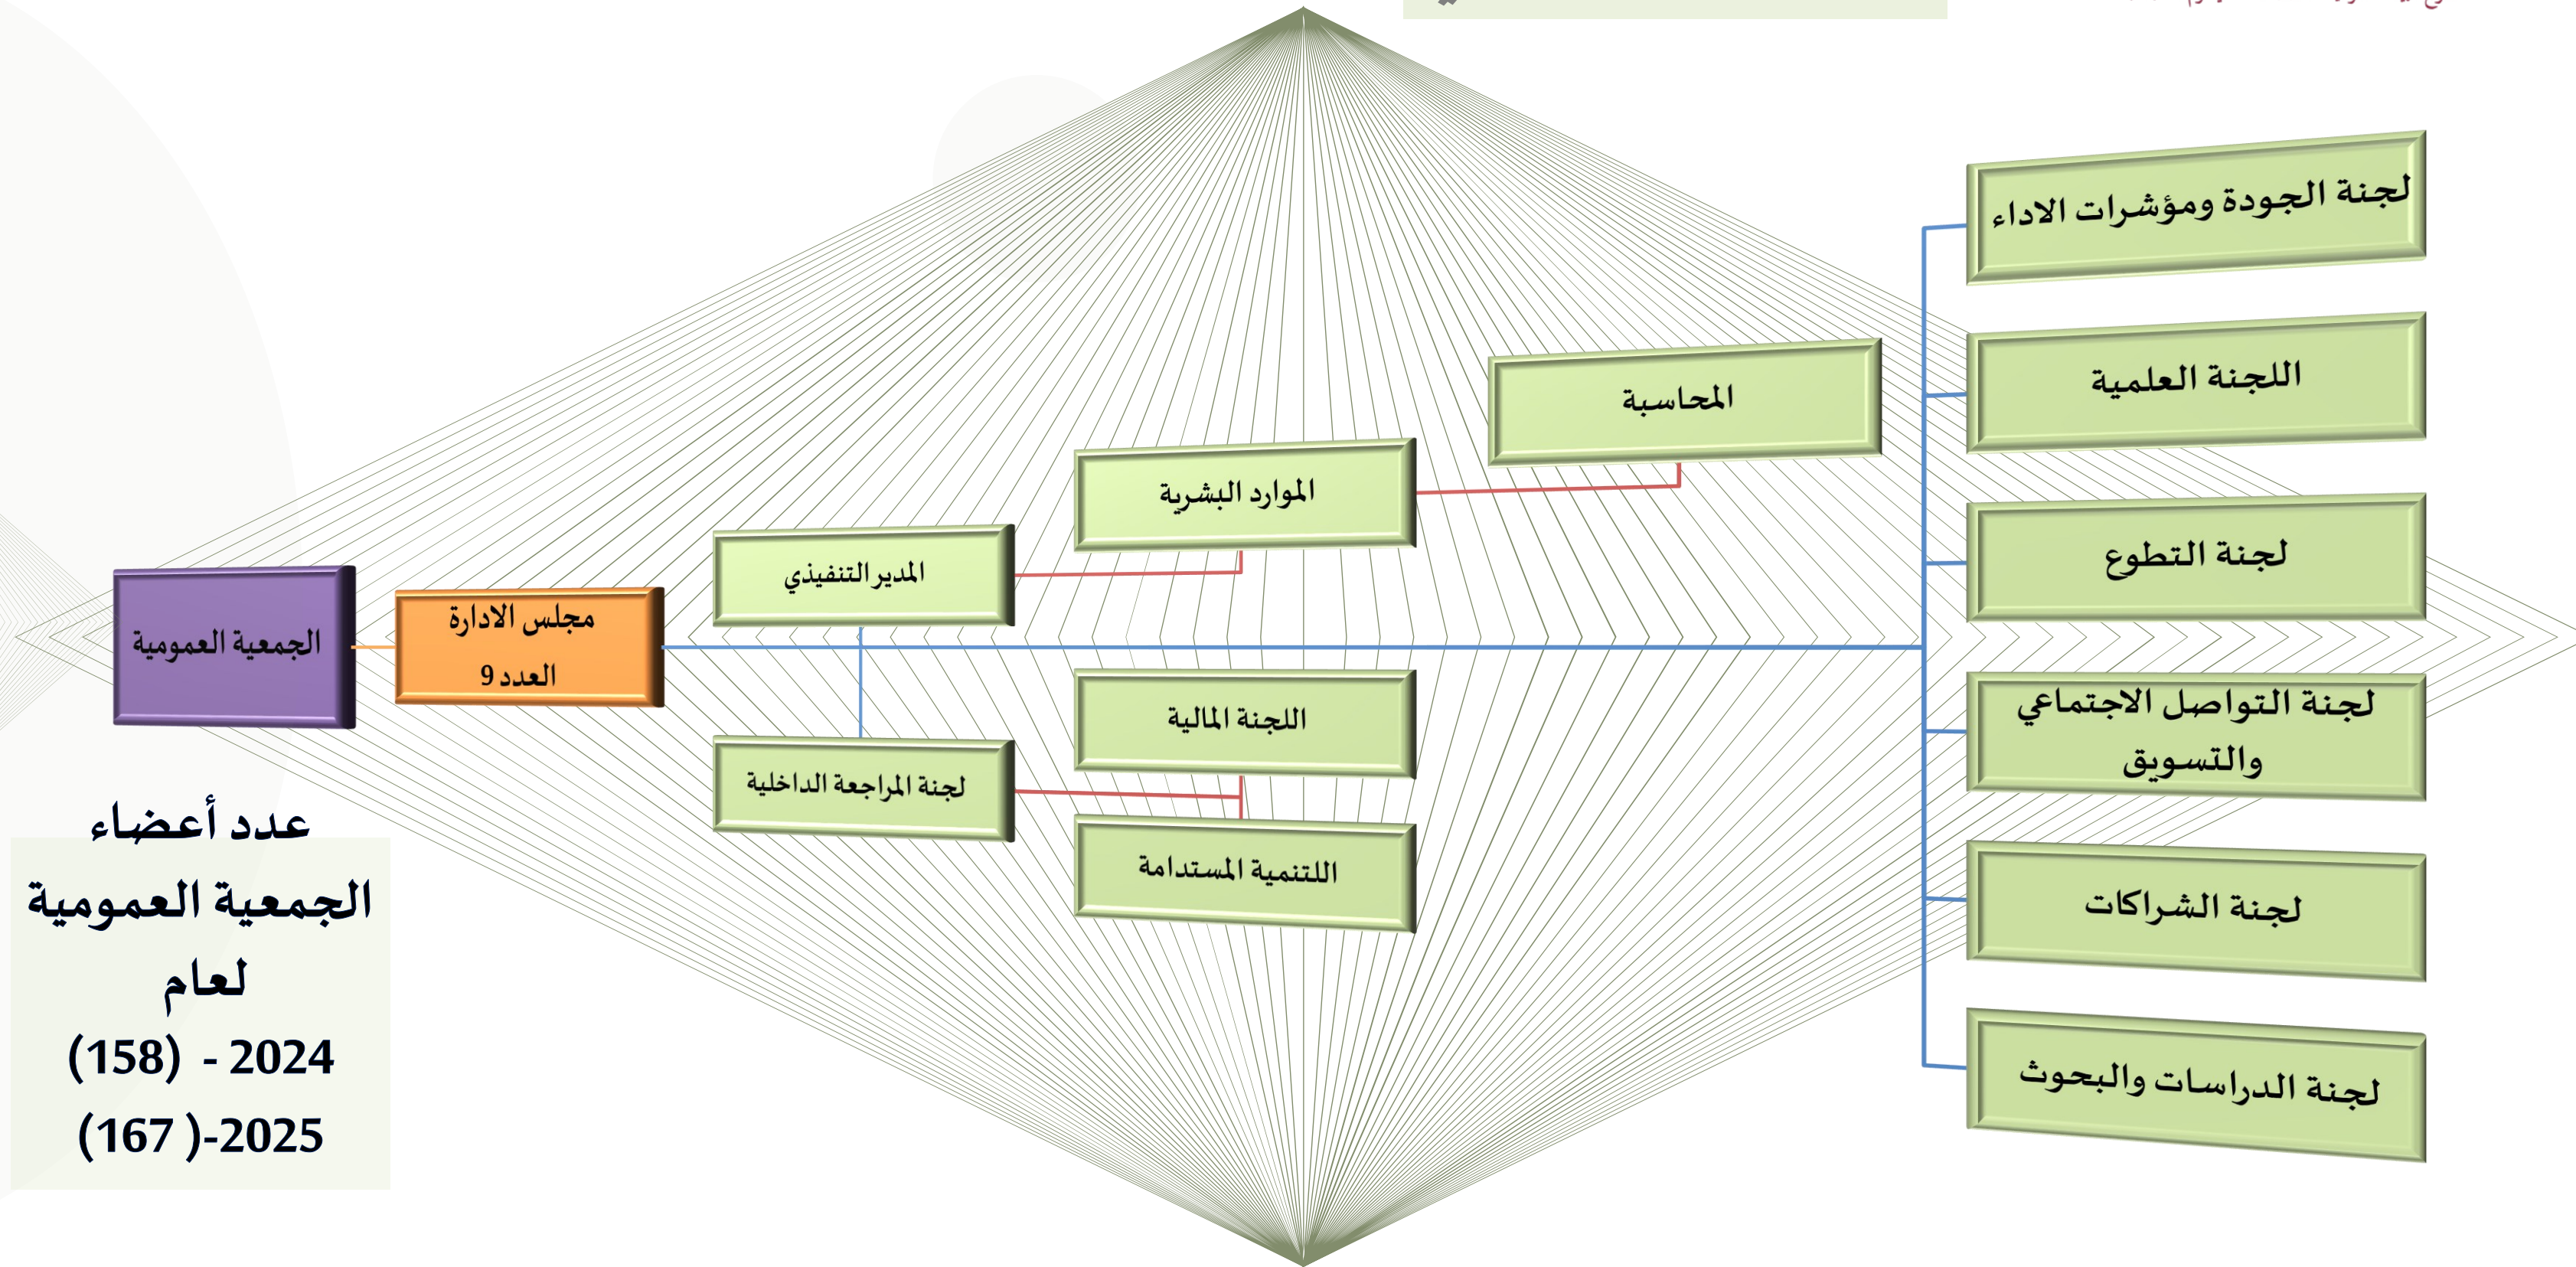 الجمعية العمومية
مجلس الادارة
العدد 9
المدير التنفيذي
الموارد البشرية
المحاسبة
لجنة المراجعة الداخلية
اللجنة المالية
اللتنمية المستدامة
لجنة الجودة ومؤشرات الاداء
اللجنة العلمية
لجنة التطوع
لجنة التواصل الاجتماعي
والتسويق
لجنة الشراكات
لجنة الدراسات والبحوث
عدد أعضاء
الجمعية العمومية
لعام
2024 - (158)
2025-( 167)